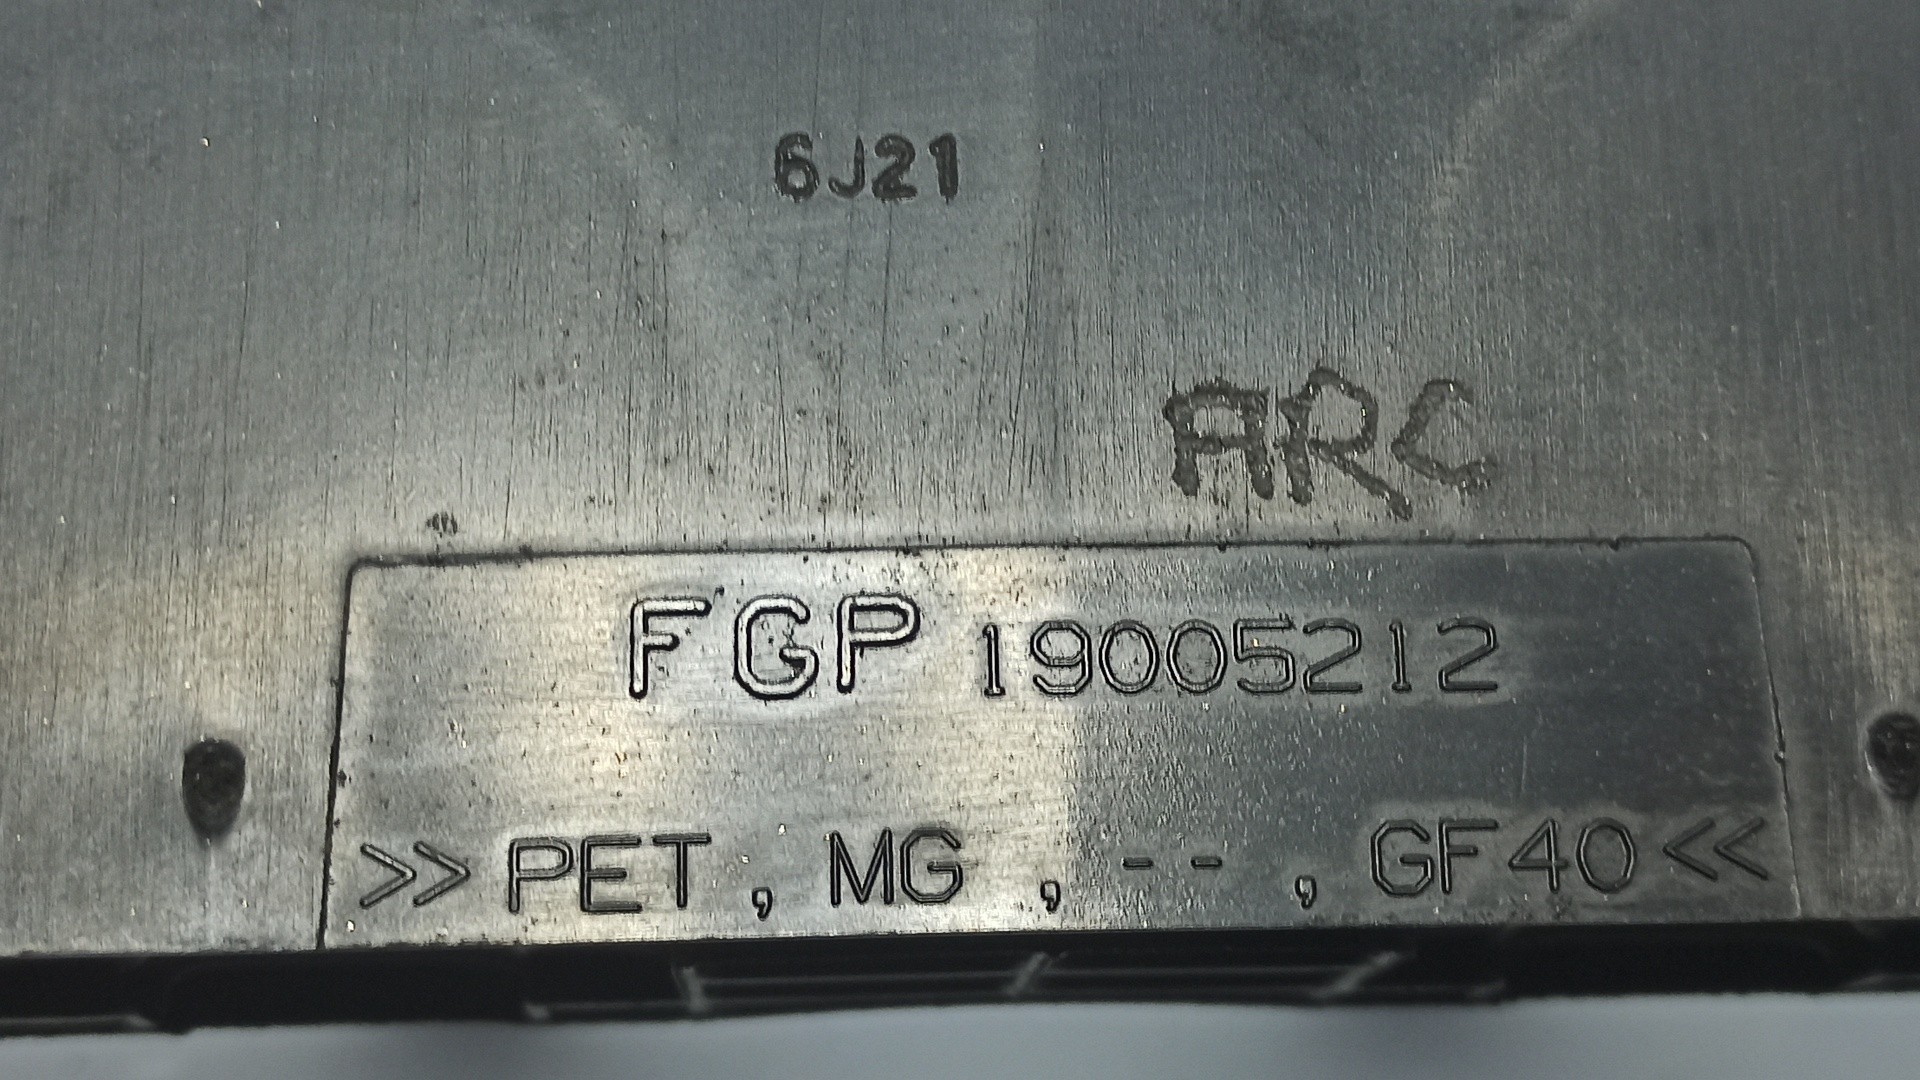 6J21
ARC
FGP 19005212
>> PET , MG , -- , GF40 <<